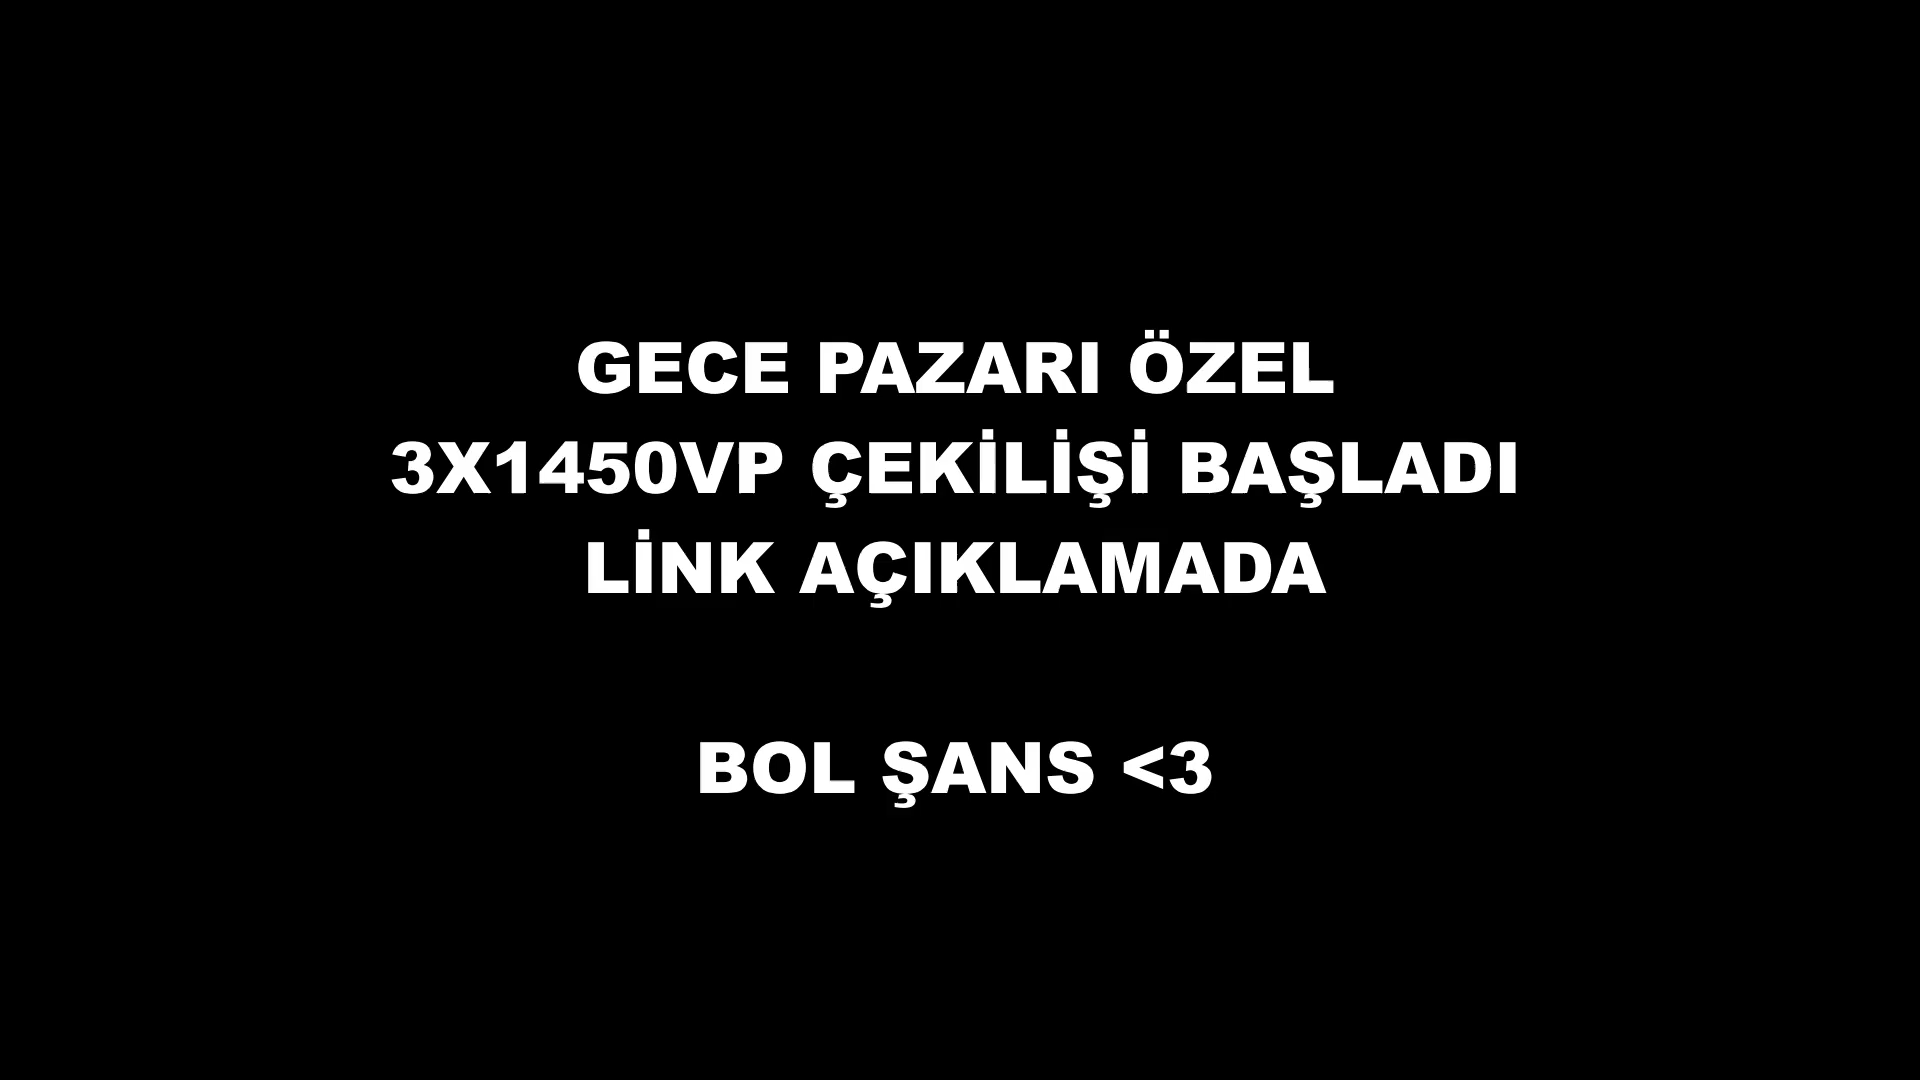 GECE PAZARI ÖZEL
3X1450VP ÇEKİLİŞİ BAŞLADI
LİNK AÇIKLAMADA
BOL ŞANS <3